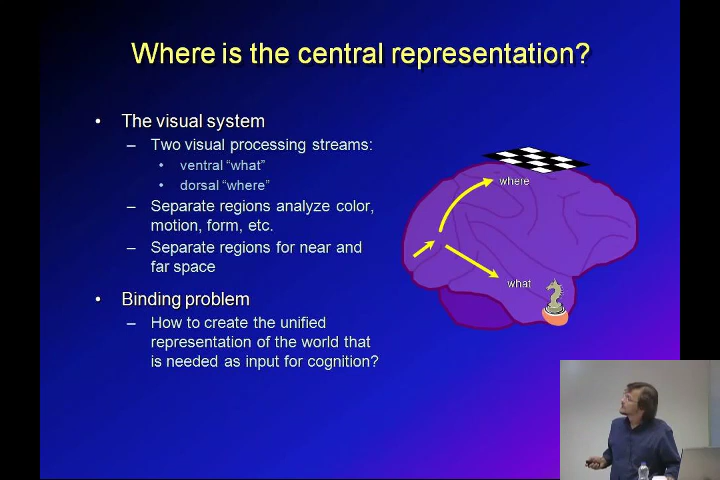 Where is the central representation?
• The visual system
– Two visual processing streams:
• ventral “what”
• dorsal “where”
– Separate regions analyze color,
motion, form, etc.
– Separate regions for near and
far space
• Binding problem
– How to create the unified
representation of the world that
is needed as input for cognition?
where
what